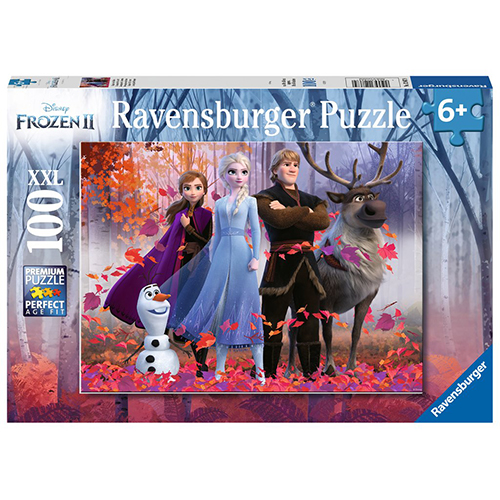 Disney
FROZEN II
Ravensburger® Puzzle
6+
XXL
100
PREMIUM
PUZZLE
PERFECT
AGE FIT
Ravensburger